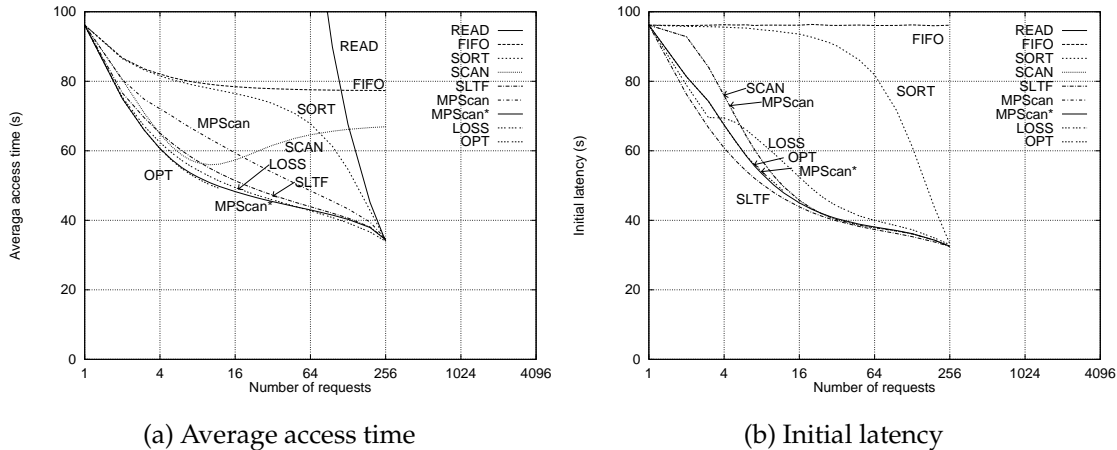 100
80
60
40
20
0
Averaga access time (s)
1
4
16
64
256
1024
4096
Number of requests
READ
FIFO
SORT
SCAN
SLTF
MPScan
MPScan*
LOSS
OPT
READ
FIFO
SORT
MPScan
SCAN
LOSS
SLTF
OPT
MPScan*
(a) Average access time
100
80
60
40
20
0
Initial latency (s)
1
4
16
64
256
1024
4096
Number of requests
READ
FIFO
SORT
SCAN
SLTF
MPScan
MPScan*
LOSS
OPT
FIFO
SCAN
MPScan
SORT
LOSS
OPT
MPScan*
SLTF
(b) Initial latency